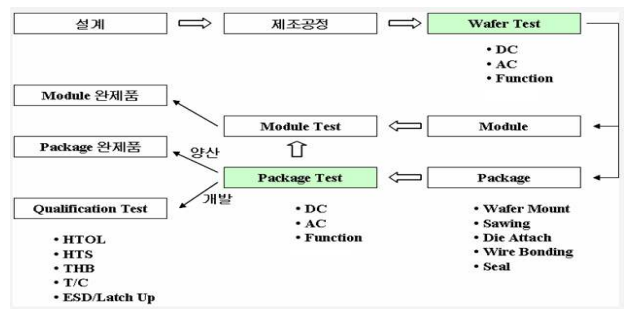 설계
제조공정
Wafer Test
• DC
• AC
• Function
Module 완제품
Module Test
Module
Package 완제품
양산
Package Test
Package
개발
Qualification Test
• HTOL
• HTS
• THB
• T/C
• ESD/Latch Up
• DC
• AC
• Function
• Wafer Mount
• Sawing
• Die Attach
• Wire Bonding
• Seal